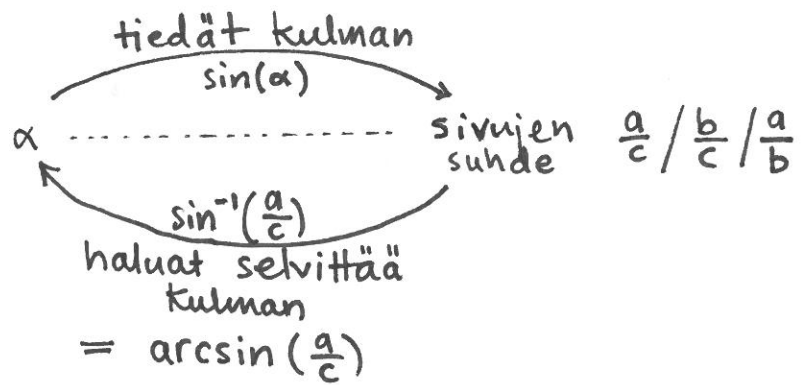 tiedät kulman
sin(α)
α sivujen suhde a/c / b/c / a/b
sin⁻¹(a/c)
haluat selvittää
kulman
= arcsin (a/c)